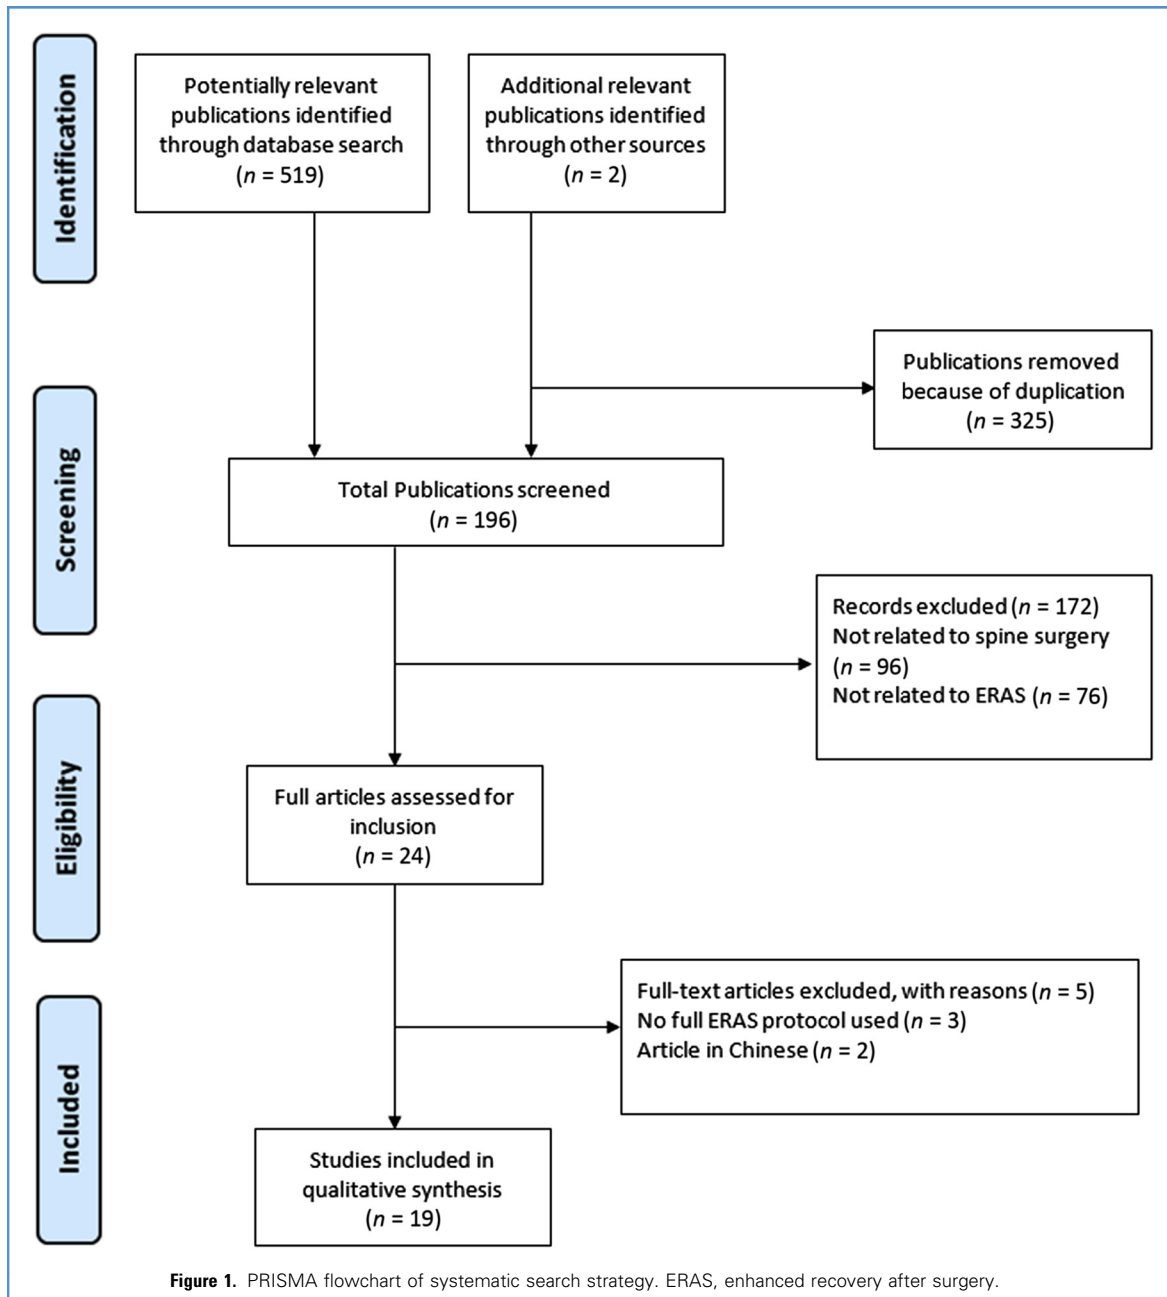 Identification
Potentially relevant
publications identified
through database search
(n = 519)
Additional relevant
publications identified
through other sources
(n = 2)
Publications removed
because of duplication
(n = 325)
Screening
Total Publications screened
(n = 196)
Records excluded (n = 172)
Not related to spine surgery
(n = 96)
Not related to ERAS (n = 76)
Eligibility
Full articles assessed for
inclusion
(n = 24)
Full-text articles excluded, with reasons (n = 5)
No full ERAS protocol used (n = 3)
Article in Chinese (n = 2)
Included
Studies included in
qualitative synthesis
(n = 19)
Figure 1. PRISMA flowchart of systematic search strategy. ERAS, enhanced recovery after surgery.